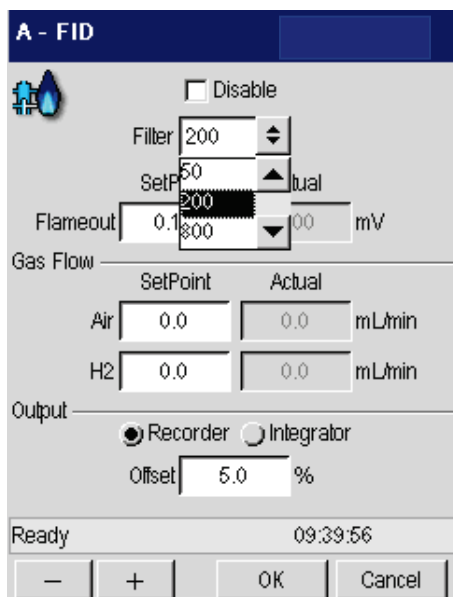 A - FID
Disable
Filter 200
50
200
800
Flameout 0.1 mV
Gas Flow
SetPoint Actual
Air 0.0 0.0 mL/min
H2 0.0 0.0 mL/min
Output
Recorder Integrator
Offset 5.0 %
Ready 09:39:56
- + OK Cancel